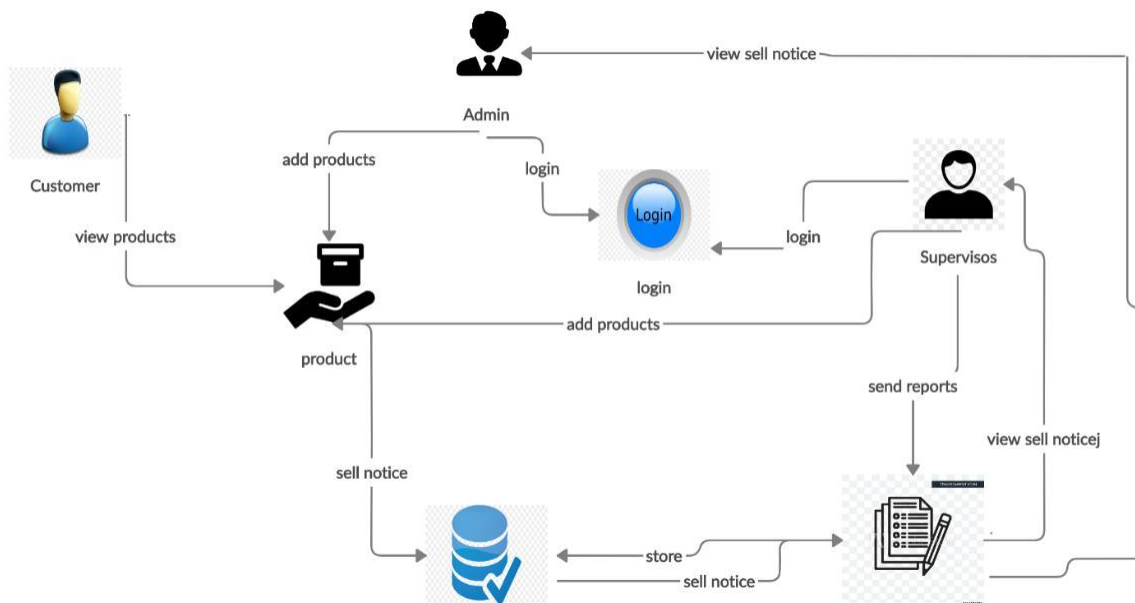 view sell notice
Admin
add products
login
Customer
Login
login
view products
Supervisos
login
add products
product
send reports
view sell noticej
sell notice
store
sell notice